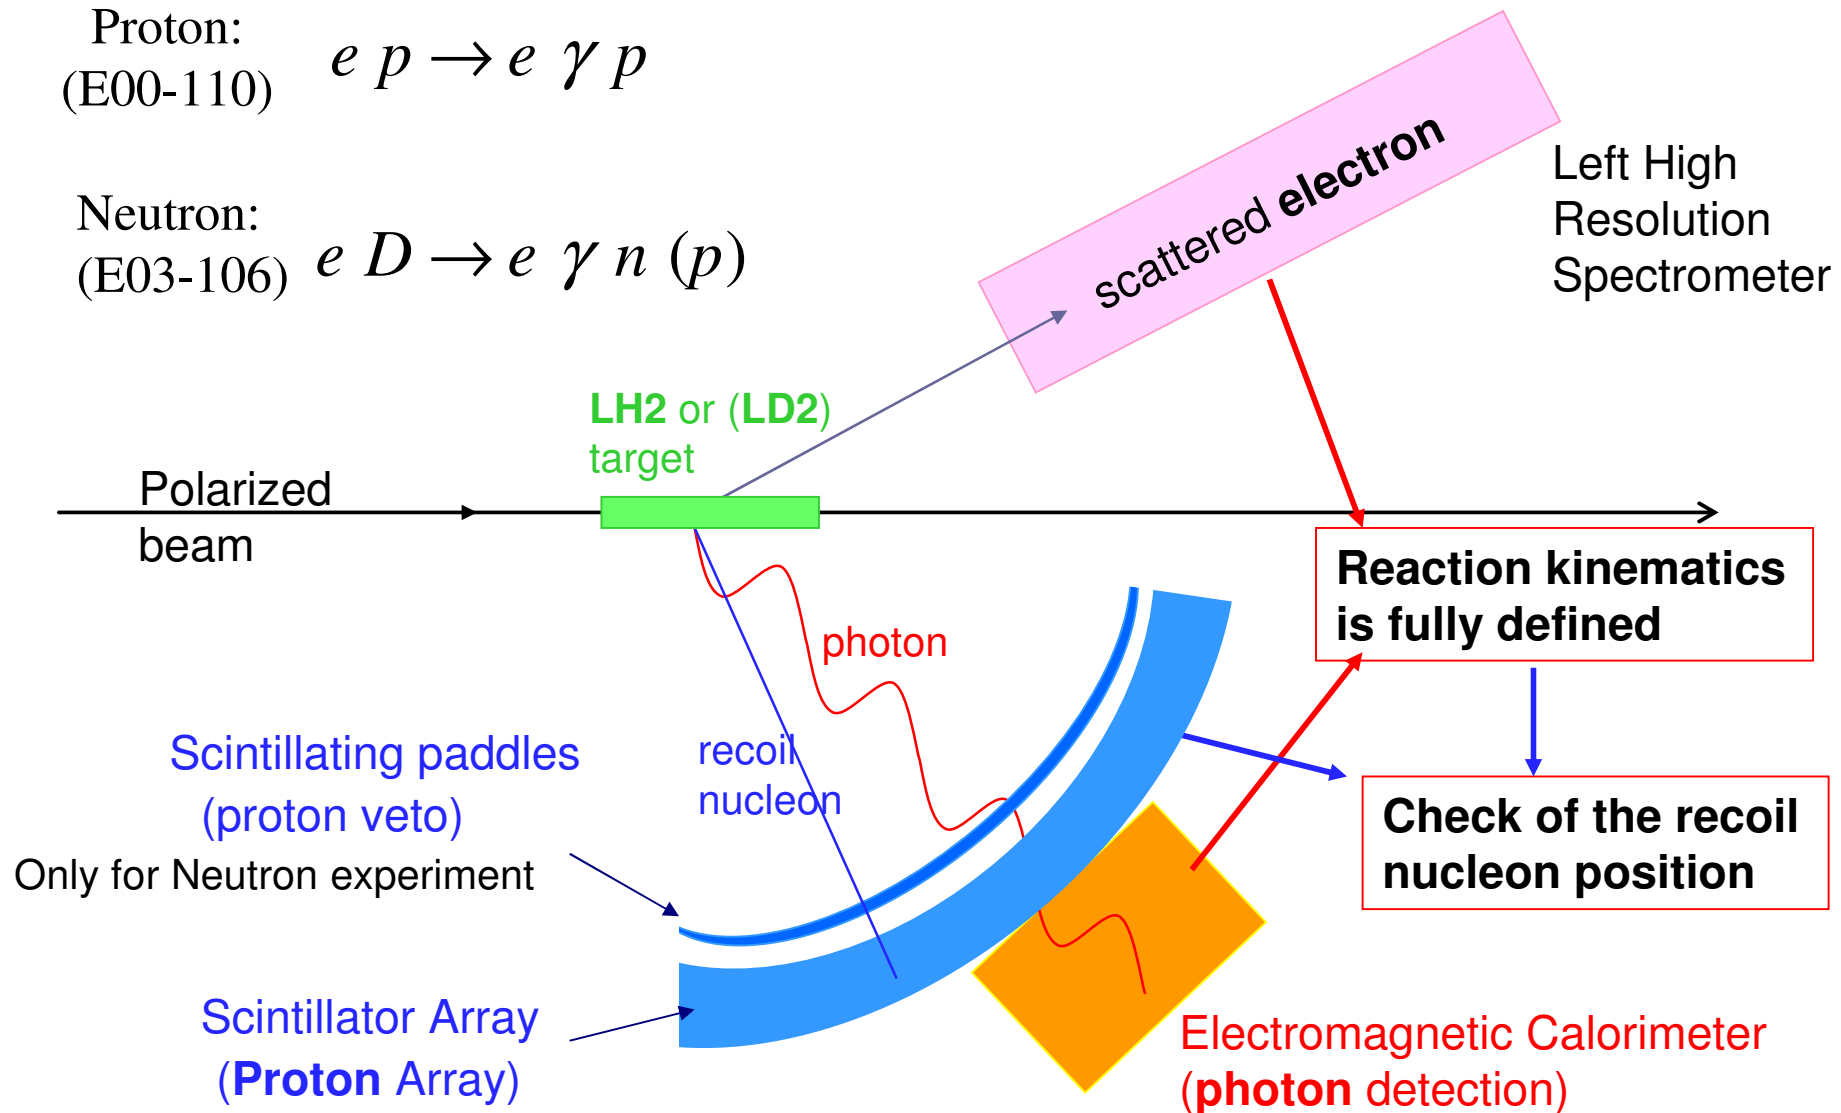 Proton:
(E00-110)
e p → e γ p
Neutron:
(E03-106)
e D → e γ n (p)
scattered electron
Left High
Resolution
Spectrometer
LH2 or (LD2)
target
Polarized
beam
Reaction kinematics
is fully defined
photon
recoil
nucleon
Scintillating paddles
(proton veto)
Only for Neutron experiment
Check of the recoil
nucleon position
Scintillator Array
(Proton Array)
Electromagnetic Calorimeter
(photon detection)